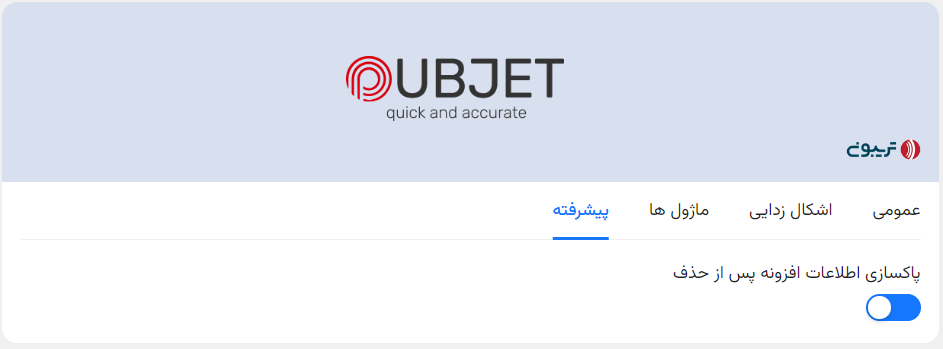 PUBJET
quick and accurate
تریبون
عمومی
اشکال زدایی
ماژول ها
پیشرفته
پاکسازی اطلاعات افزونه پس از حذف